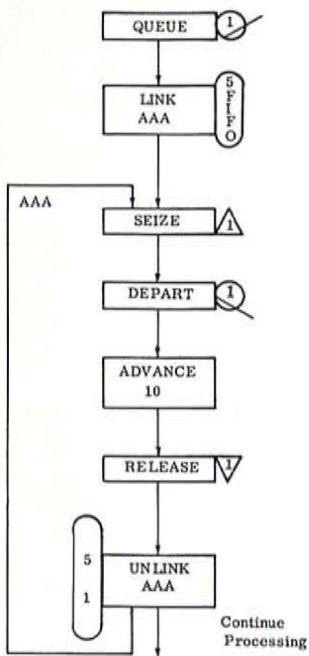 QUEUE 1
LINK
AAA
5
FIFO
AAA
SEIZE 1
DEPART 1
ADVANCE
10
RELEASE 1
5
1
UNLINK
AAA
Continue
Processing